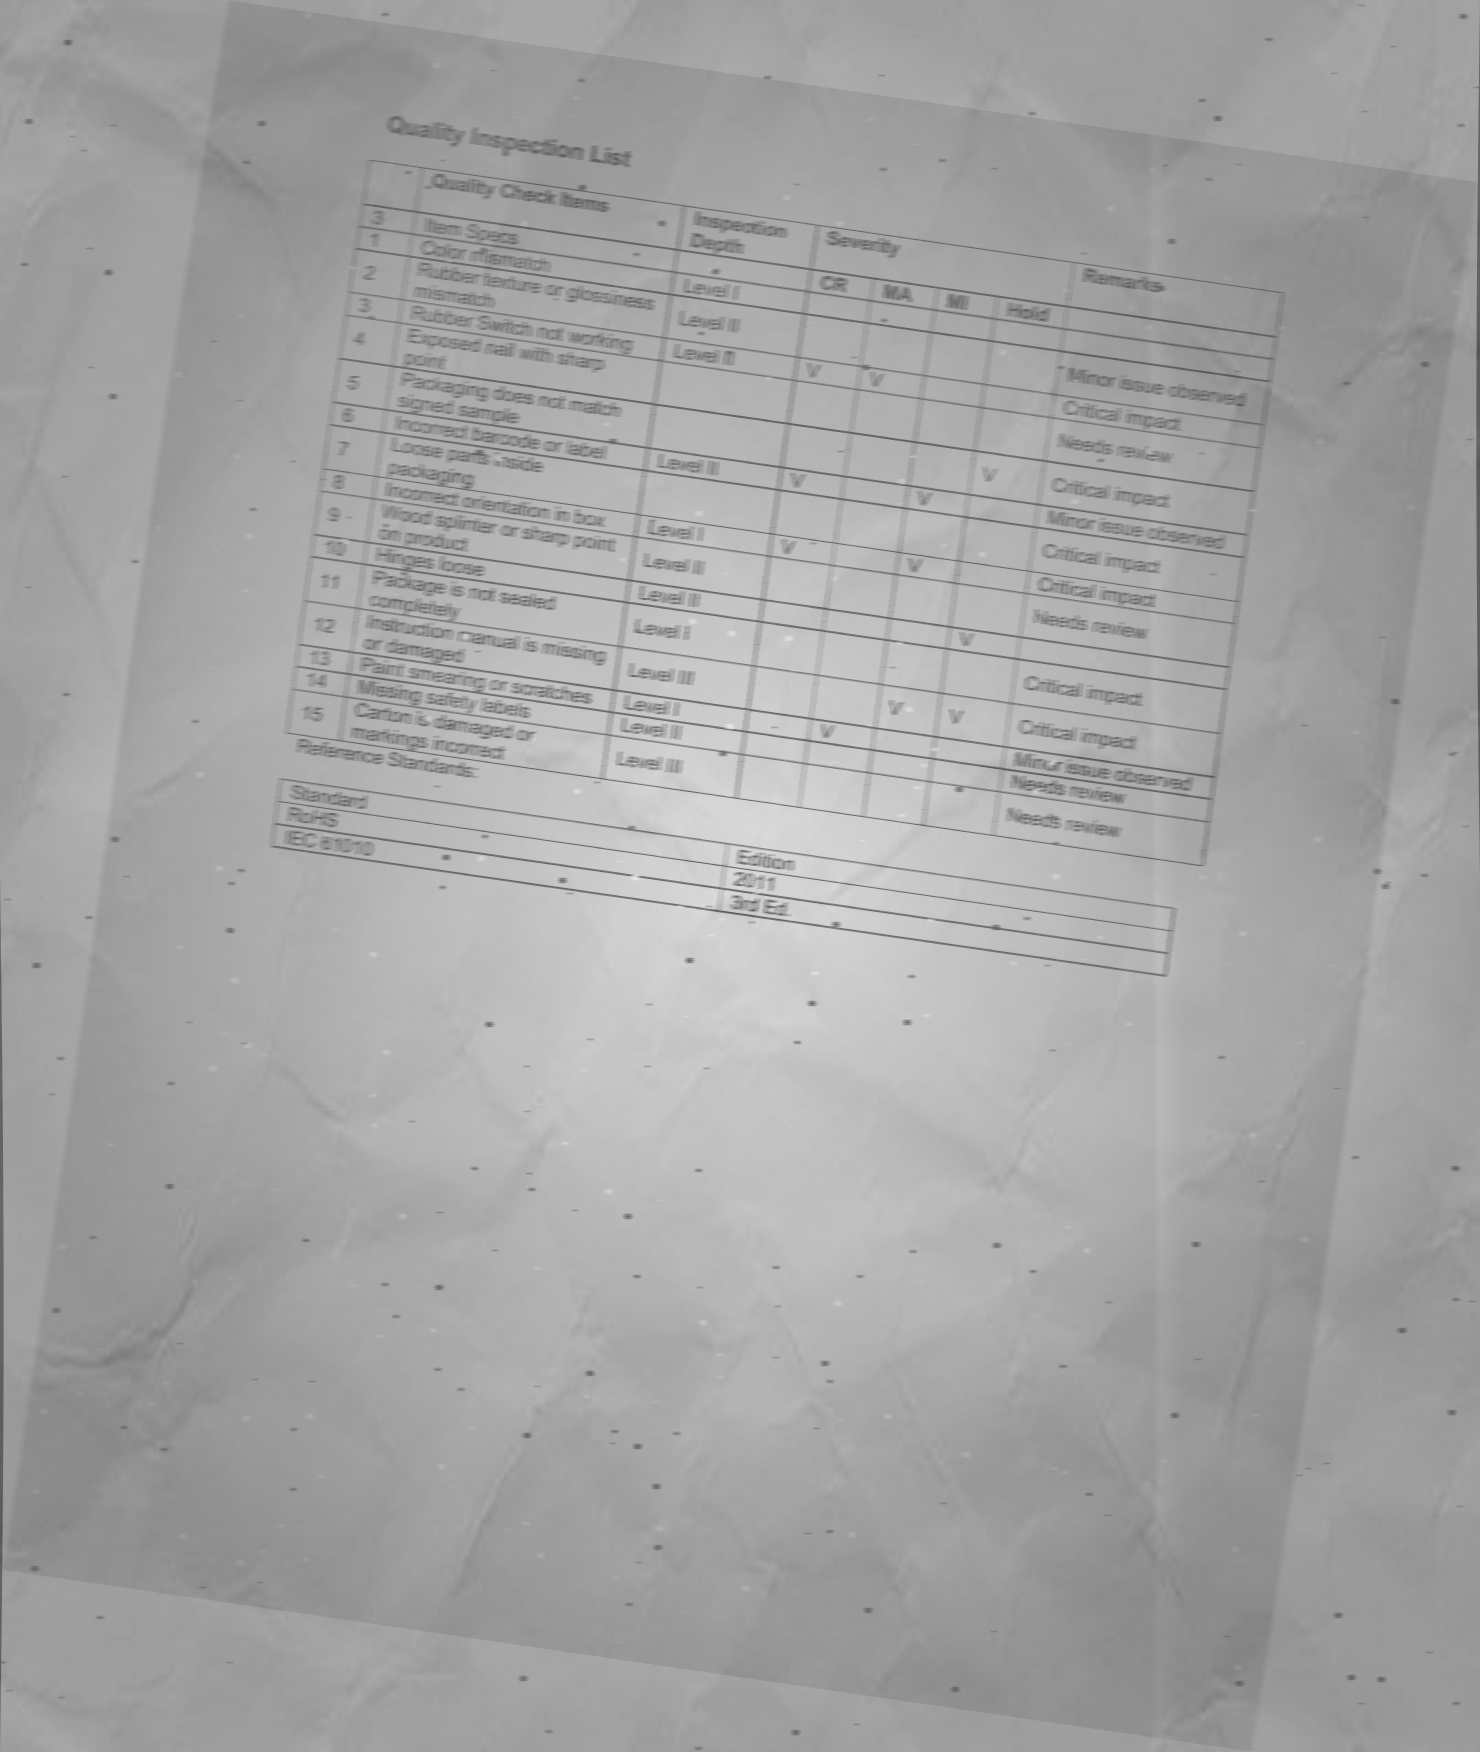 Quality Inspection List
Quality Check Items Inspection Depth Severity Remarks
3 Item Specs CR MA MI Hold
1 Color mismatch Level I
2 Rubber texture or glossiness mismatch Level II Minor issue observed
3 Rubber Switch not working Level II V V Critical impact
4 Exposed nail with sharp point Needs review
5 Packaging does not match signed sample V Critical impact
6 Incorrect barcode or label Level II V V Minor issue observed
7 Loose parts inside packaging Critical impact
8 Incorrect orientation in box Level I V V Critical impact
9 Wood splinter or sharp point on product Level II Needs review
10 Hinges loose Level II V
11 Package is not sealed completely Level I Critical impact
12 Instruction manual is missing or damaged Level III V V Critical impact
13 Paint smearing or scratches Level I V Minor issue observed
14 Missing safety labels Level II Needs review
15 Carton is damaged or markings incorrect Level III Needs review
Reference Standards:
Standard Edition
RoHS 2011
IEC 61010 3rd Ed.